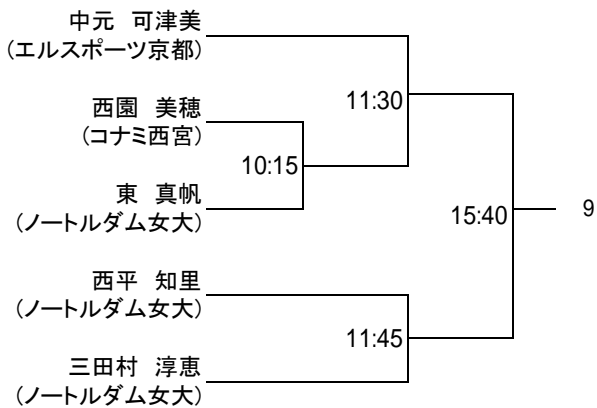 中元　可津美
(エルスポーツ京都)
11:30
西園　美穂
(コナミ西宮)
10:15
東　真帆
(ノートルダム女大)
15:40
9
西平　知里
(ノートルダム女大)
11:45
三田村　淳恵
(ノートルダム女大)